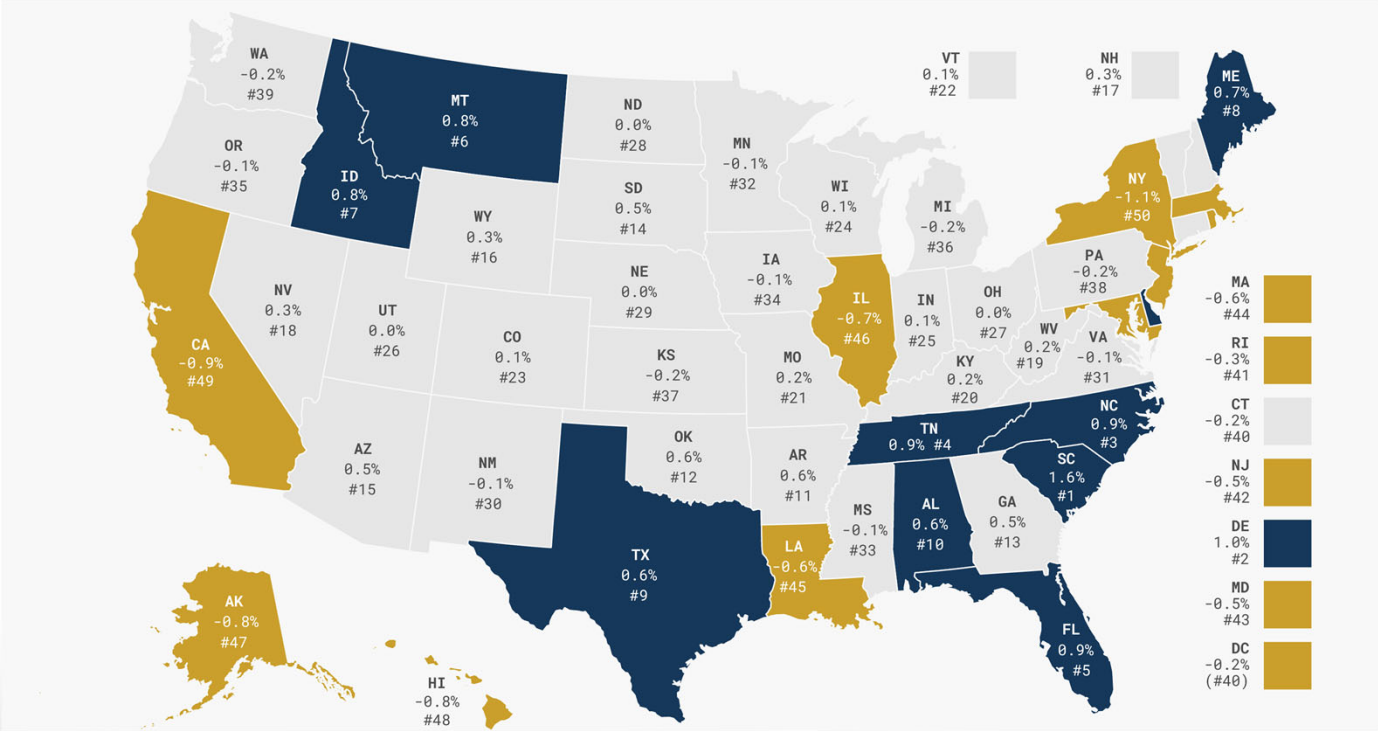 WA
-0.2%
#39
OR
-0.1%
#35
CA
-0.9%
#49
ID
0.8%
#7
MT
0.8%
#6
NV
0.3%
#18
UT
0.0%
#26
AZ
0.5%
#15
WY
0.3%
#16
CO
0.1%
#23
NM
-0.1%
#30
ND
0.0%
#28
SD
0.5%
#14
NE
0.0%
#29
KS
-0.2%
#37
OK
0.6%
#12
TX
0.6%
#9
MN
-0.1%
#32
IA
-0.1%
#34
MO
0.2%
#21
AR
0.6%
#11
LA
-0.6%
#45
WI
0.1%
#24
IL
-0.7%
#46
MI
-0.2%
#36
IN
0.1%
#25
OH
0.0%
#27
KY
0.2%
#20
TN
0.9% #4
MS
-0.1%
#33
AL
0.6%
#10
GA
0.5%
#13
FL
0.9%
#5
SC
1.6%
#1
NC
0.9%
#3
WV
0.2%
#19
VA
-0.1%
#31
PA
-0.2%
#38
NY
-1.1%
#50
VT
0.1%
#22
NH
0.3%
#17
ME
0.7%
#8
MA
-0.6%
#44
RI
-0.3%
#41
CT
-0.2%
#40
NJ
-0.5%
#42
DE
1.0%
#2
MD
-0.5%
#43
DC
-0.2%
(#40)
AK
-0.8%
#47
HI
-0.8%
#48